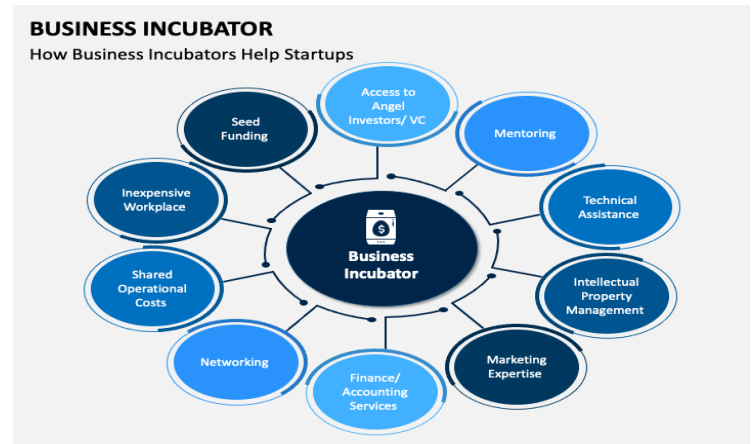 BUSINESS INCUBATOR
How Business Incubators Help Startups
Access to
Angel
Investors/ VC
Mentoring
Technical
Assistance
Intellectual
Property
Management
Marketing
Expertise
Finance/
Accounting
Services
Networking
Shared
Operational
Costs
Inexpensive
Workplace
Seed
Funding
$
Business
Incubator